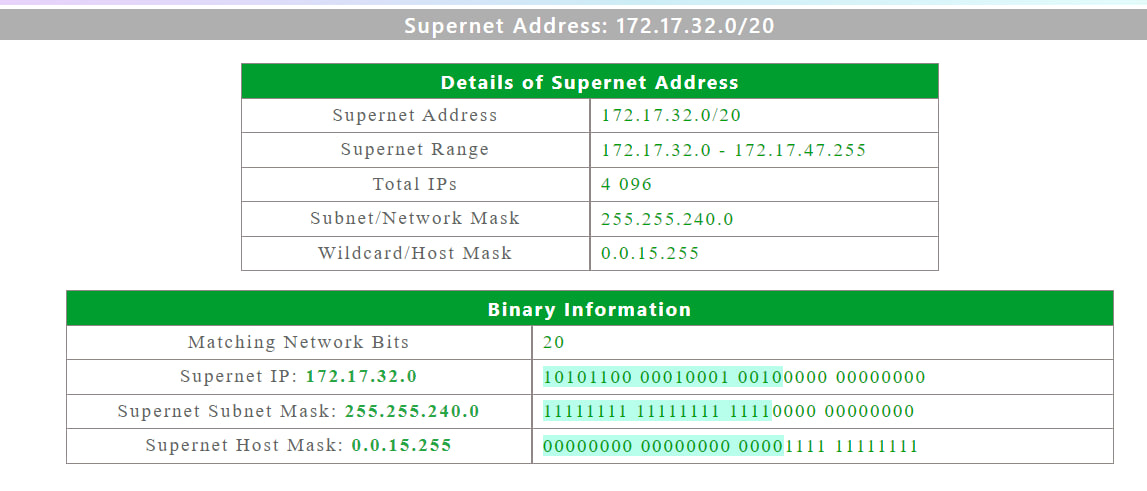 Supernet Address: 172.17.32.0/20
Details of Supernet Address
Supernet Address 172.17.32.0/20
Supernet Range 172.17.32.0 - 172.17.47.255
Total IPs 4 096
Subnet/Network Mask 255.255.240.0
Wildcard/Host Mask 0.0.15.255
Binary Information
Matching Network Bits 20
Supernet IP: 172.17.32.0 10101100 00010001 00100000 00000000
Supernet Subnet Mask: 255.255.240.0 11111111 11111111 11110000 00000000
Supernet Host Mask: 0.0.15.255 00000000 00000000 00001111 11111111